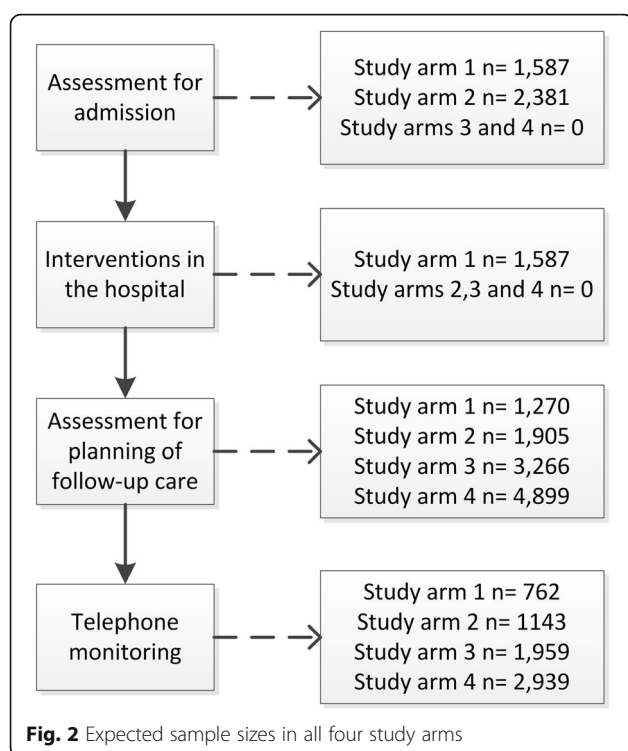 Assessment for
admission
Study arm 1 n= 1,587
Study arm 2 n= 2,381
Study arms 3 and 4 n= 0
Interventions in
the hospital
Study arm 1 n= 1,587
Study arms 2,3 and 4 n= 0
Assessment for
planning of
follow-up care
Study arm 1 n= 1,270
Study arm 2 n= 1,905
Study arm 3 n= 3,266
Study arm 4 n= 4,899
Telephone
monitoring
Study arm 1 n= 762
Study arm 2 n= 1143
Study arm 3 n= 1,959
Study arm 4 n= 2,939
Fig. 2 Expected sample sizes in all four study arms